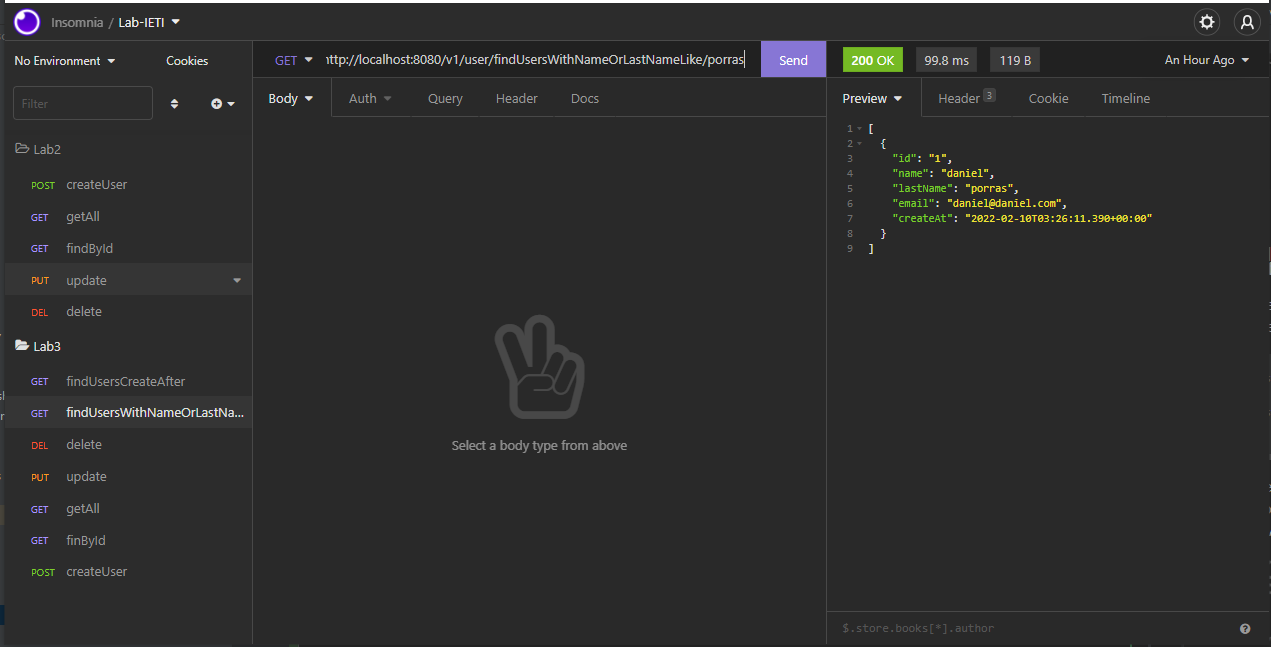 Insomnia / Lab-IETI
No Environment
Cookies
Filter
Lab2
POST createUser
GET getAll
GET findById
PUT update
DEL delete
Lab3
GET findUsersCreateAfter
GET findUsersWithNameOrLastNa...
DEL delete
PUT update
GET getAll
GET finById
POST createUser
GET ttp://localhost:8080/v1/user/findUsersWithNameOrLastNameLike/porras
Send
Body Auth Query Header Docs
Select a body type from above
200 OK 99.8 ms 119 B An Hour Ago
Preview Header 3 Cookie Timeline
1 [
2 {
3 "id": "1",
4 "name": "daniel",
5 "lastName": "porras",
6 "email": "daniel@daniel.com",
7 "createAt": "2022-02-10T03:26:11.390+00:00"
8 }
9 ]
$.store.books[*].author